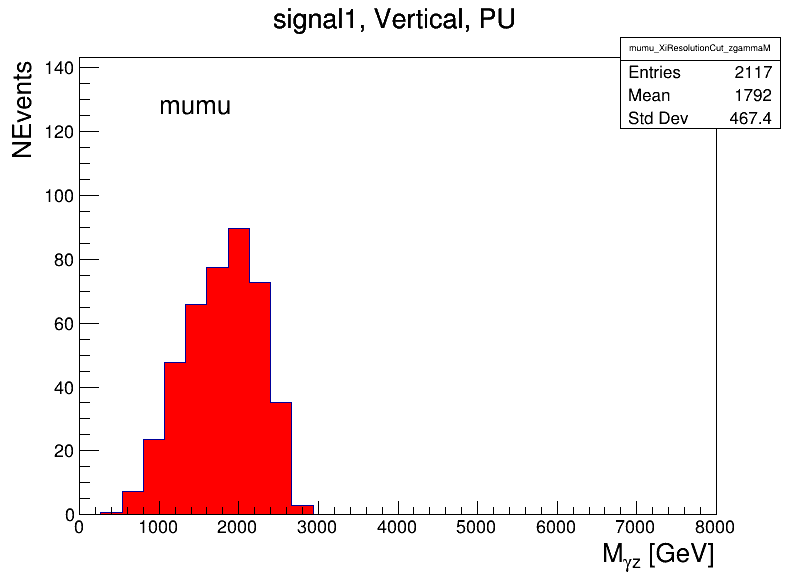 signal1, Vertical, PU
mumu_XiResolutionCut_zgammaM
Entries 2117
Mean 1792
Std Dev 467.4
NEvents
mumu
140
120
100
80
60
40
20
0
0 1000 2000 3000 4000 5000 6000 7000 8000
Mγz [GeV]